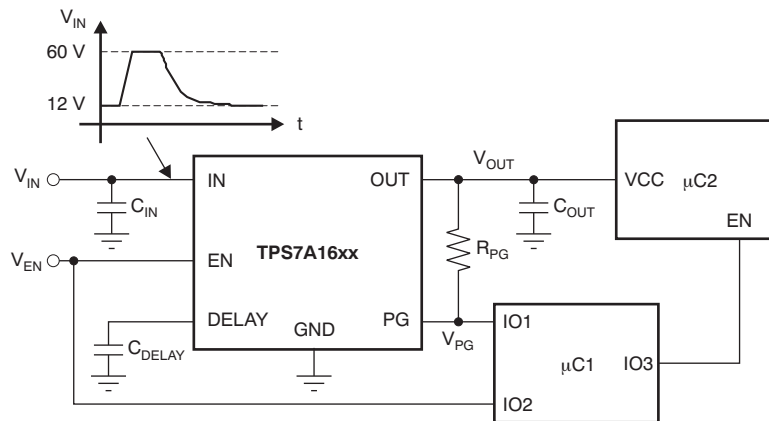 V_IN
60 V
12 V
t
V_IN
C_IN
V_EN
C_DELAY
IN
OUT
EN
TPS7A16xx
DELAY
GND
PG
V_OUT
C_OUT
R_PG
V_PG
VCC
μC2
EN
IO1
μC1
IO3
IO2